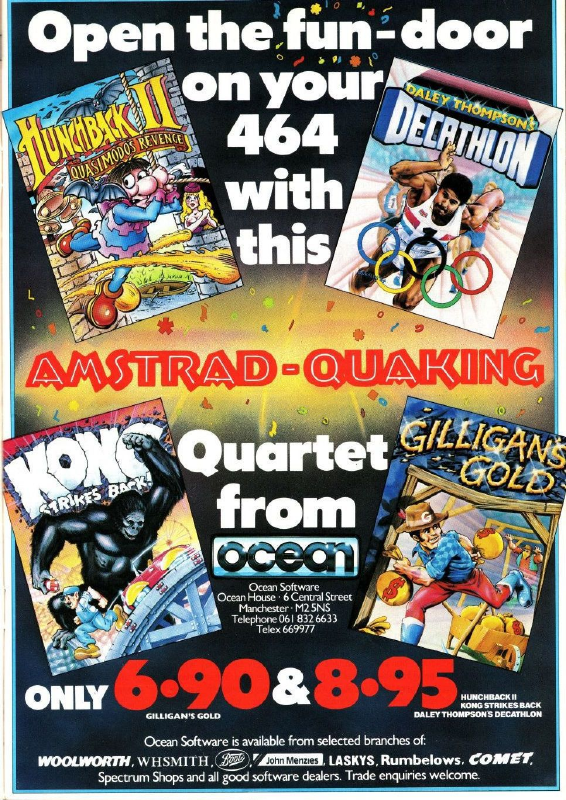 Open the fun-door
on your
464
with
this
HUNCHBACK II
QUASIMODO'S REVENGE
DALEY THOMPSON'S
DECATHLON
AMSTRAD-QUAKING
KONG
STRIKES BACK
Quartet
from
ocean
GILLIGAN'S
GOLD
Ocean Software
Ocean House · 6 Central Street
Manchester · M2 5NS
Telephone 061 832 6633
Telex 669977
ONLY 6·90 & 8·95
GILLIGAN'S GOLD
HUNCHBACK II
KONG STRIKES BACK
DALEY THOMPSON'S DECATHLON
Ocean Software is available from selected branches of:
WOOLWORTH, WHSMITH, Boots, John Menzies, LASKYS, Rumbelows, COMET,
Spectrum Shops and all good software dealers. Trade enquiries welcome.